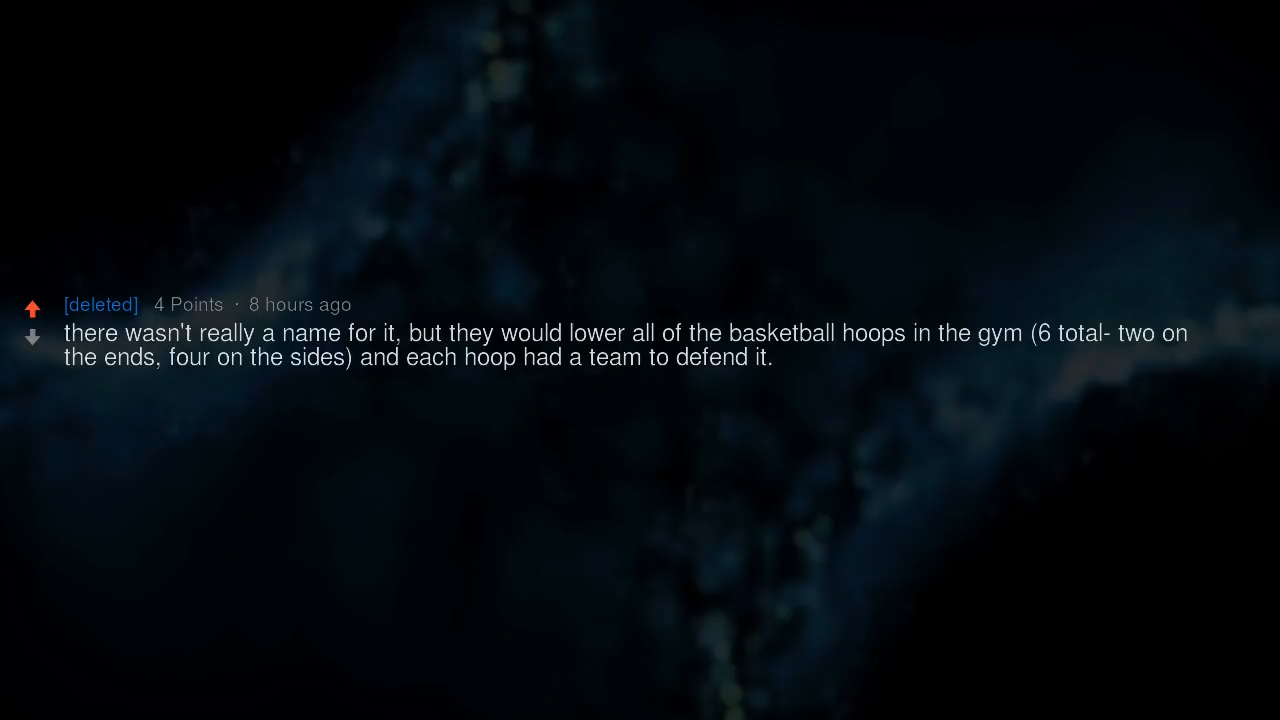 [deleted] 4 Points · 8 hours ago
there wasn't really a name for it, but they would lower all of the basketball hoops in the gym (6 total- two on
the ends, four on the sides) and each hoop had a team to defend it.